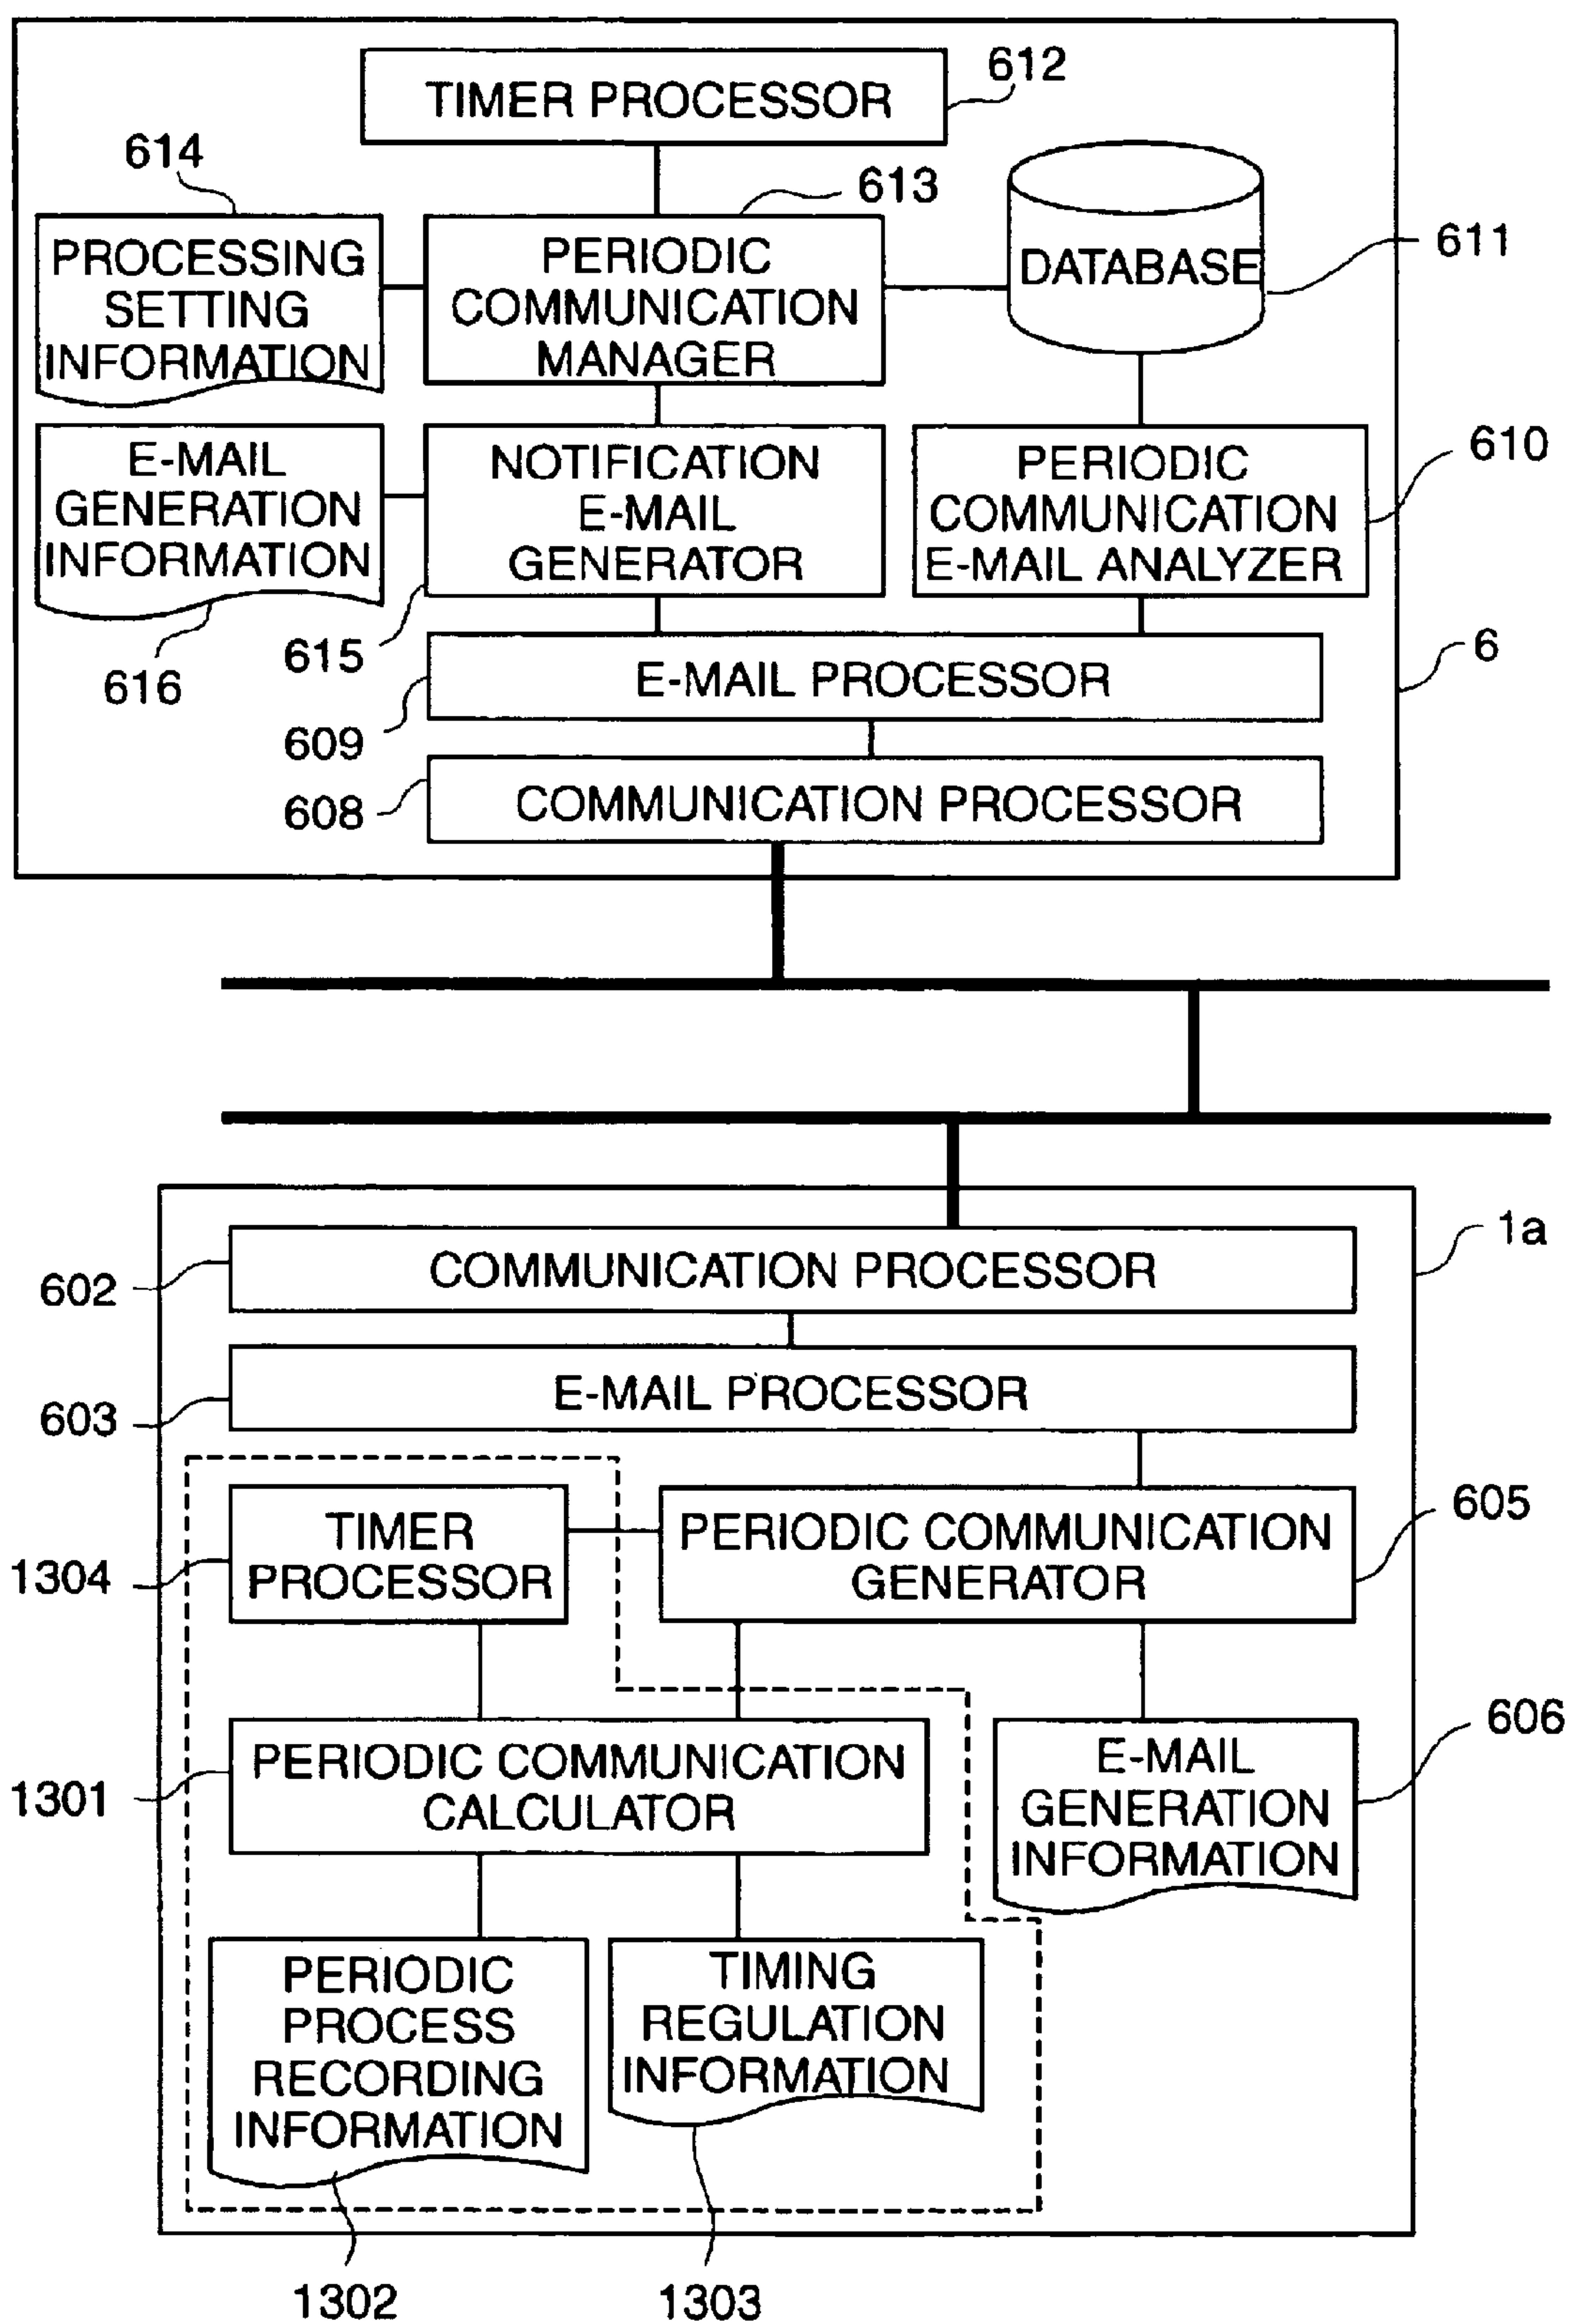 TIMER PROCESSOR
612
614
613
PROCESSING
SETTING
INFORMATION
PERIODIC
COMMUNICATION
MANAGER
DATABASE
611
E-MAIL
GENERATION
INFORMATION
NOTIFICATION
E-MAIL
GENERATOR
PERIODIC
COMMUNICATION
E-MAIL ANALYZER
610
616
615
E-MAIL PROCESSOR
6
609
COMMUNICATION PROCESSOR
608
1a
COMMUNICATION PROCESSOR
602
E-MAIL PROCESSOR
603
TIMER
PROCESSOR
1304
PERIODIC COMMUNICATION
GENERATOR
605
PERIODIC COMMUNICATION
CALCULATOR
1301
E-MAIL
GENERATION
INFORMATION
606
PERIODIC
PROCESS
RECORDING
INFORMATION
TIMING
REGULATION
INFORMATION
1302
1303